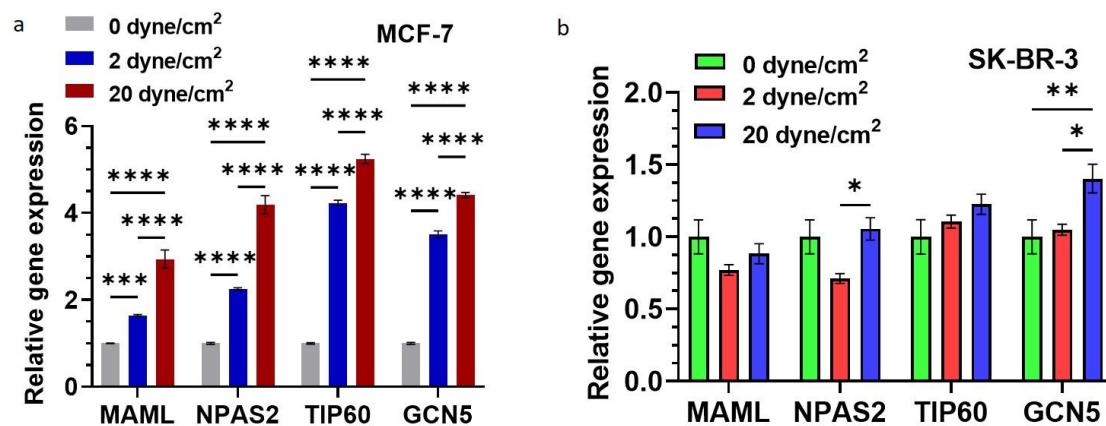 a
0 dyne/cm²
2 dyne/cm²
20 dyne/cm²
MCF-7
Relative gene expression
6
4
2
0
**** **** **** ****
**** **** **** ****
*** **** **** ****
MAML NPAS2 TIP60 GCN5
b
0 dyne/cm²
2 dyne/cm²
20 dyne/cm²
SK-BR-3
Relative gene expression
2.0
1.5
1.0
0.5
0.0
**
*
*
MAML NPAS2 TIP60 GCN5